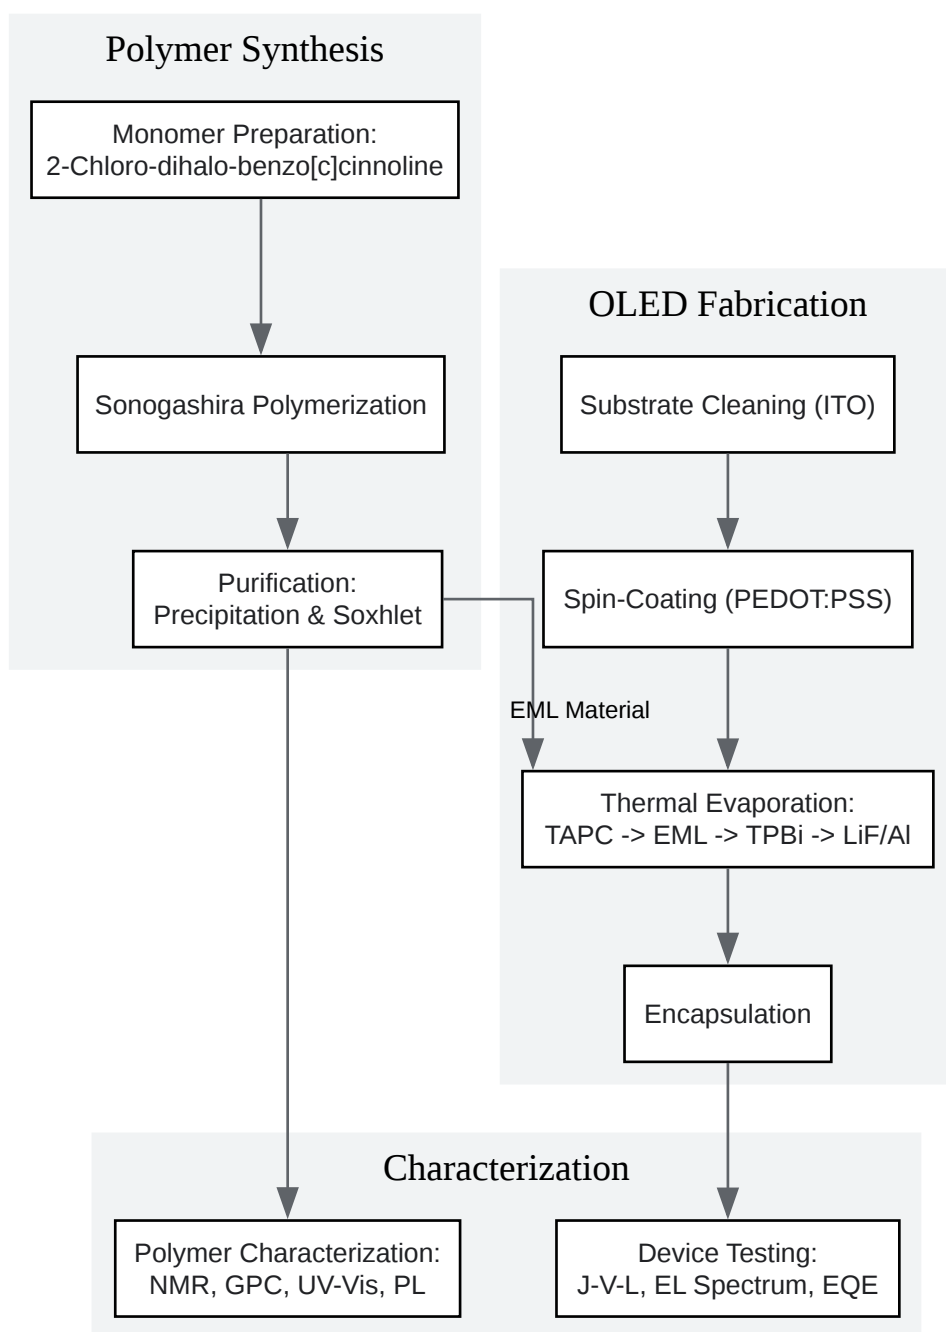 Polymer Synthesis
Monomer Preparation:
2-Chloro-dihalo-benzo[c]cinnoline
Sonogashira Polymerization
Purification:
Precipitation & Soxhlet
OLED Fabrication
Substrate Cleaning (ITO)
Spin-Coating (PEDOT:PSS)
EML Material
Thermal Evaporation:
TAPC -> EML -> TPBi -> LiF/Al
Encapsulation
Characterization
Polymer Characterization:
NMR, GPC, UV-Vis, PL
Device Testing:
J-V-L, EL Spectrum, EQE